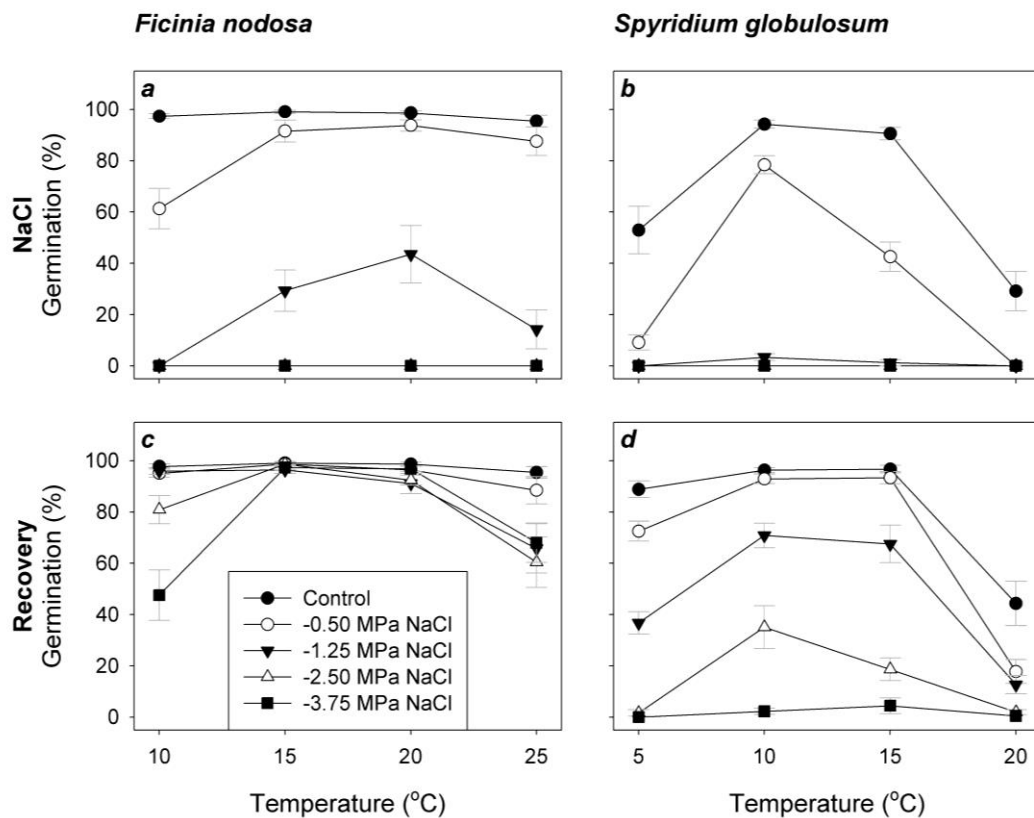 Ficinia nodosa
Spyridium globulosum
a
b
NaCl
Germination (%)
100
80
60
40
20
0
c
d
Recovery
Germination (%)
100
80
60
40
20
0
Control
-0.50 MPa NaCl
-1.25 MPa NaCl
-2.50 MPa NaCl
-3.75 MPa NaCl
10 15 20 25
5 10 15 20
Temperature (°C)
Temperature (°C)